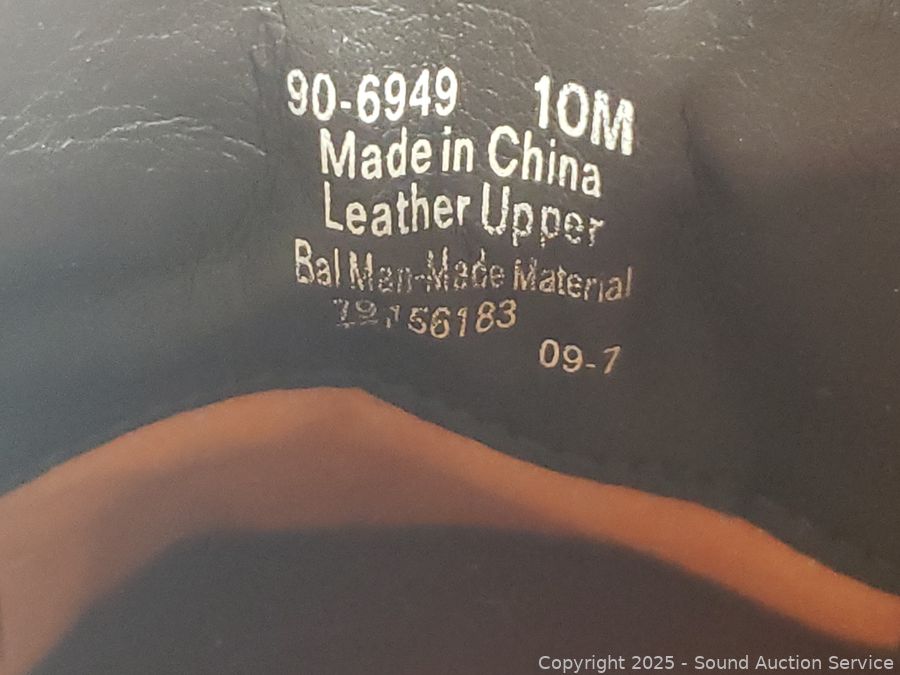 90-6949 10M
Made in China
Leather Upper
Bal Man-Made Material
09-7
Copyright © 2025 - Sound Auction Service